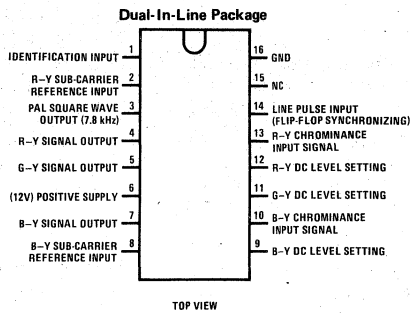 Dual-In-Line Package
IDENTIFICATION INPUT 1
R–Y SUB-CARRIER 2
REFERENCE INPUT
PAL SQUARE WAVE 3
OUTPUT (7.8 kHz)
R–Y SIGNAL OUTPUT 4
G–Y SIGNAL OUTPUT 5
(12V) POSITIVE SUPPLY 6
B–Y SIGNAL OUTPUT 7
B–Y SUB-CARRIER 8
REFERENCE INPUT
16 GND
15 NC
14 LINE PULSE INPUT
(FLIP-FLOP SYNCHRONIZING)
13 R–Y CHROMINANCE
INPUT SIGNAL
12 R–Y DC LEVEL SETTING
11 G–Y DC LEVEL SETTING
10 B–Y CHROMINANCE
INPUT SIGNAL
9 B–Y DC LEVEL SETTING
TOP VIEW